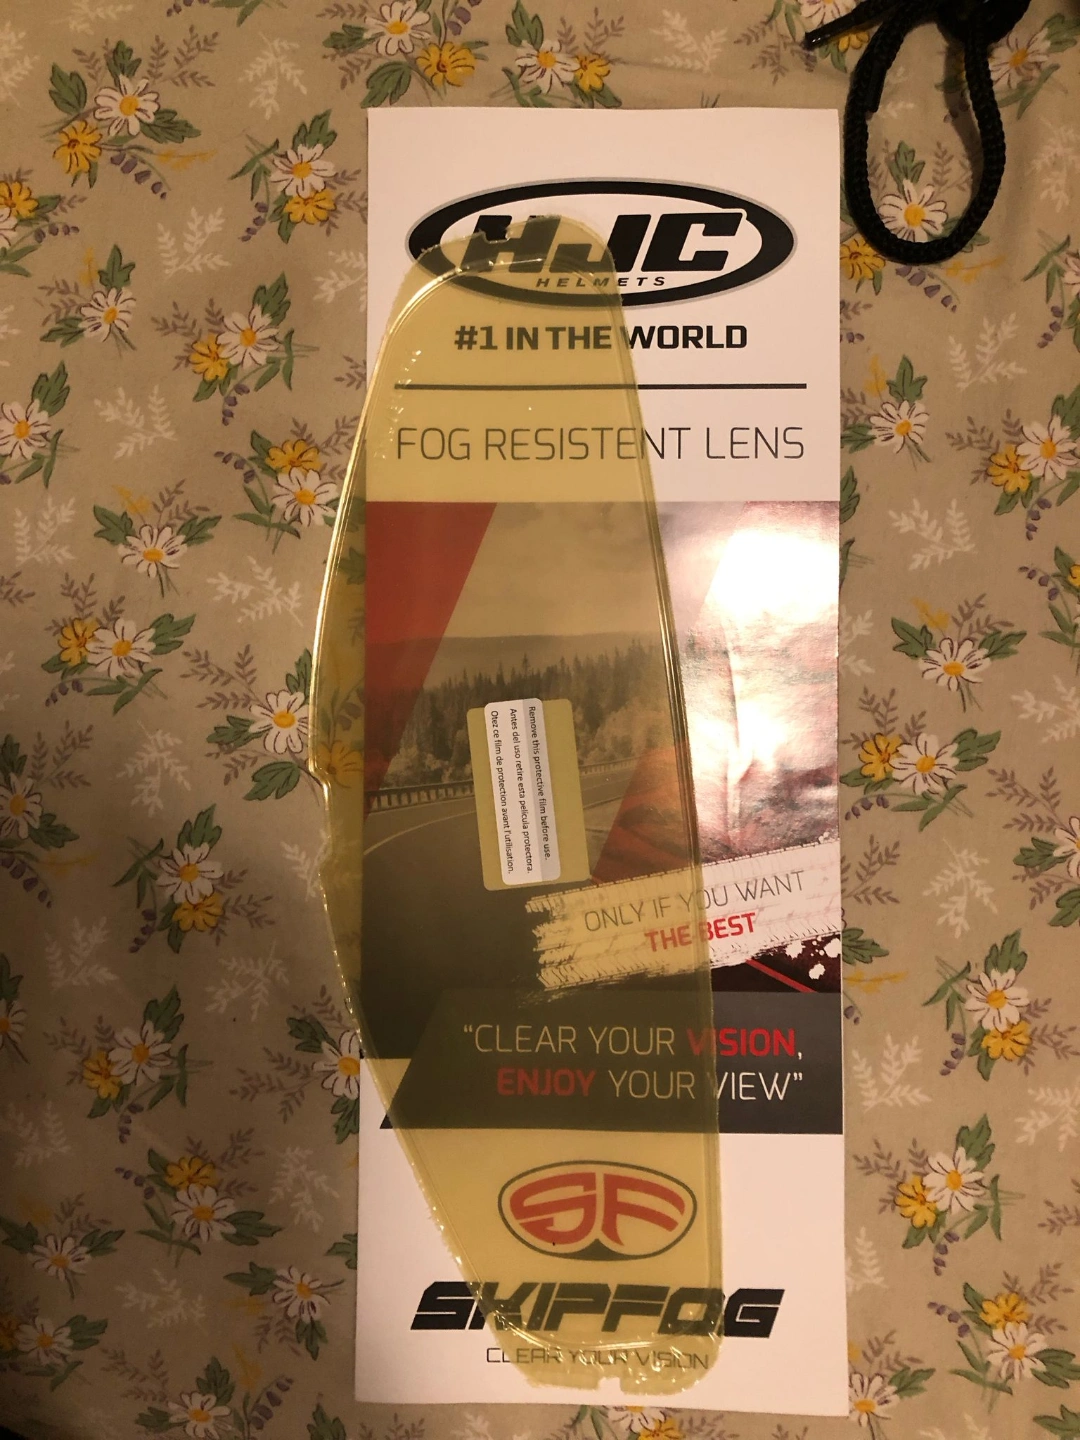 HJC
HELMETS
#1 IN THE WORLD
FOG RESISTENT LENS
Remove this protective film before use.
Antes del uso retire esta pelicula protectora.
Otez ce film de protection avant l'utilisation.
ONLY IF YOU WANT
THE BEST
"CLEAR YOUR VISION,
ENJOY YOUR VIEW"
SF
SKIPFOG
CLEAR YOUR VISION